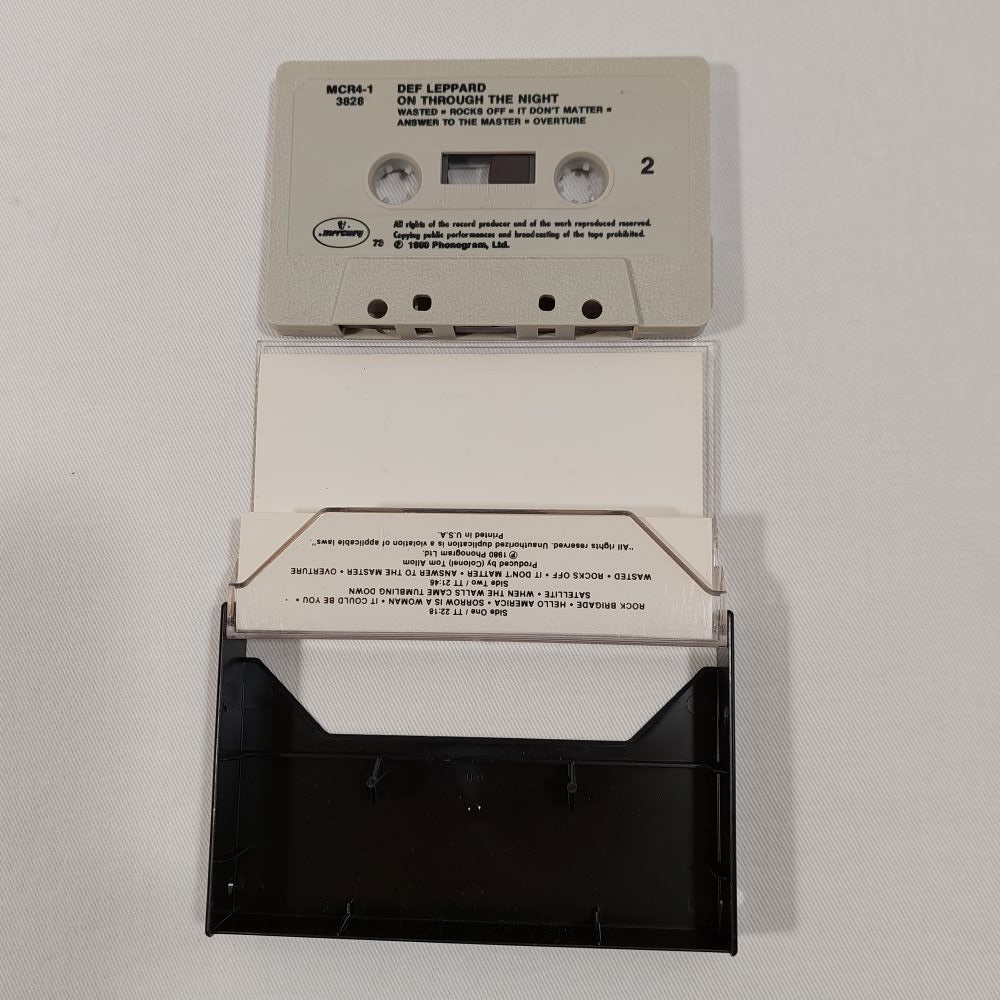 MCR4-1
3828
DEF LEPPARD
ON THROUGH THE NIGHT
WASTED ▪ ROCKS OFF ▪ IT DON'T MATTER ▪
ANSWER TO THE MASTER ▪ OVERTURE
2
mercury
73
All rights of the record producer and of the work reproduced reserved.
Copying public performances and broadcasting of the tape prohibited.
℗ 1980 Phonogram, Ltd.
Side One / TT 22:18
ROCK BRIGADE • HELLO AMERICA • SORROW IS A WOMAN • IT COULD BE YOU •
SATELLITE • WHEN THE WALLS CAME TUMBLING DOWN
Side Two / TT 21:46
WASTED • ROCKS OFF • IT DON'T MATTER • ANSWER TO THE MASTER • OVERTURE
Produced by (Colonel) Tom Allom
℗ 1980 Phonogram Ltd.
"All rights reserved. Unauthorized duplication is a violation of applicable laws".
Printed in U.S.A.